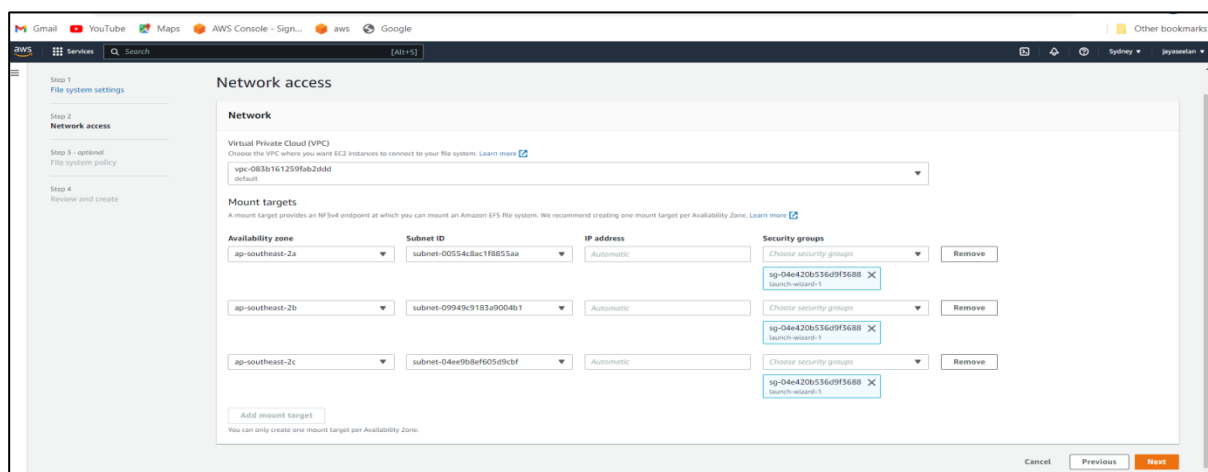 Gmail YouTube Maps AWS Console - Sign... aws Google Other bookmarks
aws Services Search [Alt+S] Sydney jayaseelan
Step 1
File system settings
Step 2
Network access
Step 3 - optional
File system policy
Step 4
Review and create
Network access
Network
Virtual Private Cloud (VPC)
Choose the VPC where you want EC2 instances to connect to your file system. Learn more
vpc-083b161259fab2ddd
default
Mount targets
A mount target provides an NFSv4 endpoint at which you can mount an Amazon EFS file system. We recommend creating one mount target per Availability Zone. Learn more
Availability zone Subnet ID IP address Security groups
ap-southeast-2a subnet-00554c8ac1f8855aa Automatic Choose security groups Remove
sg-04e420b536d9f3688
launch-wizard-1
ap-southeast-2b subnet-09949c9183a9004b1 Automatic Choose security groups Remove
sg-04e420b536d9f3688
launch-wizard-1
ap-southeast-2c subnet-04ee9b8ef605d9cbf Automatic Choose security groups Remove
sg-04e420b536d9f3688
launch-wizard-1
Add mount target
You can only create one mount target per Availability Zone.
Cancel Previous Next